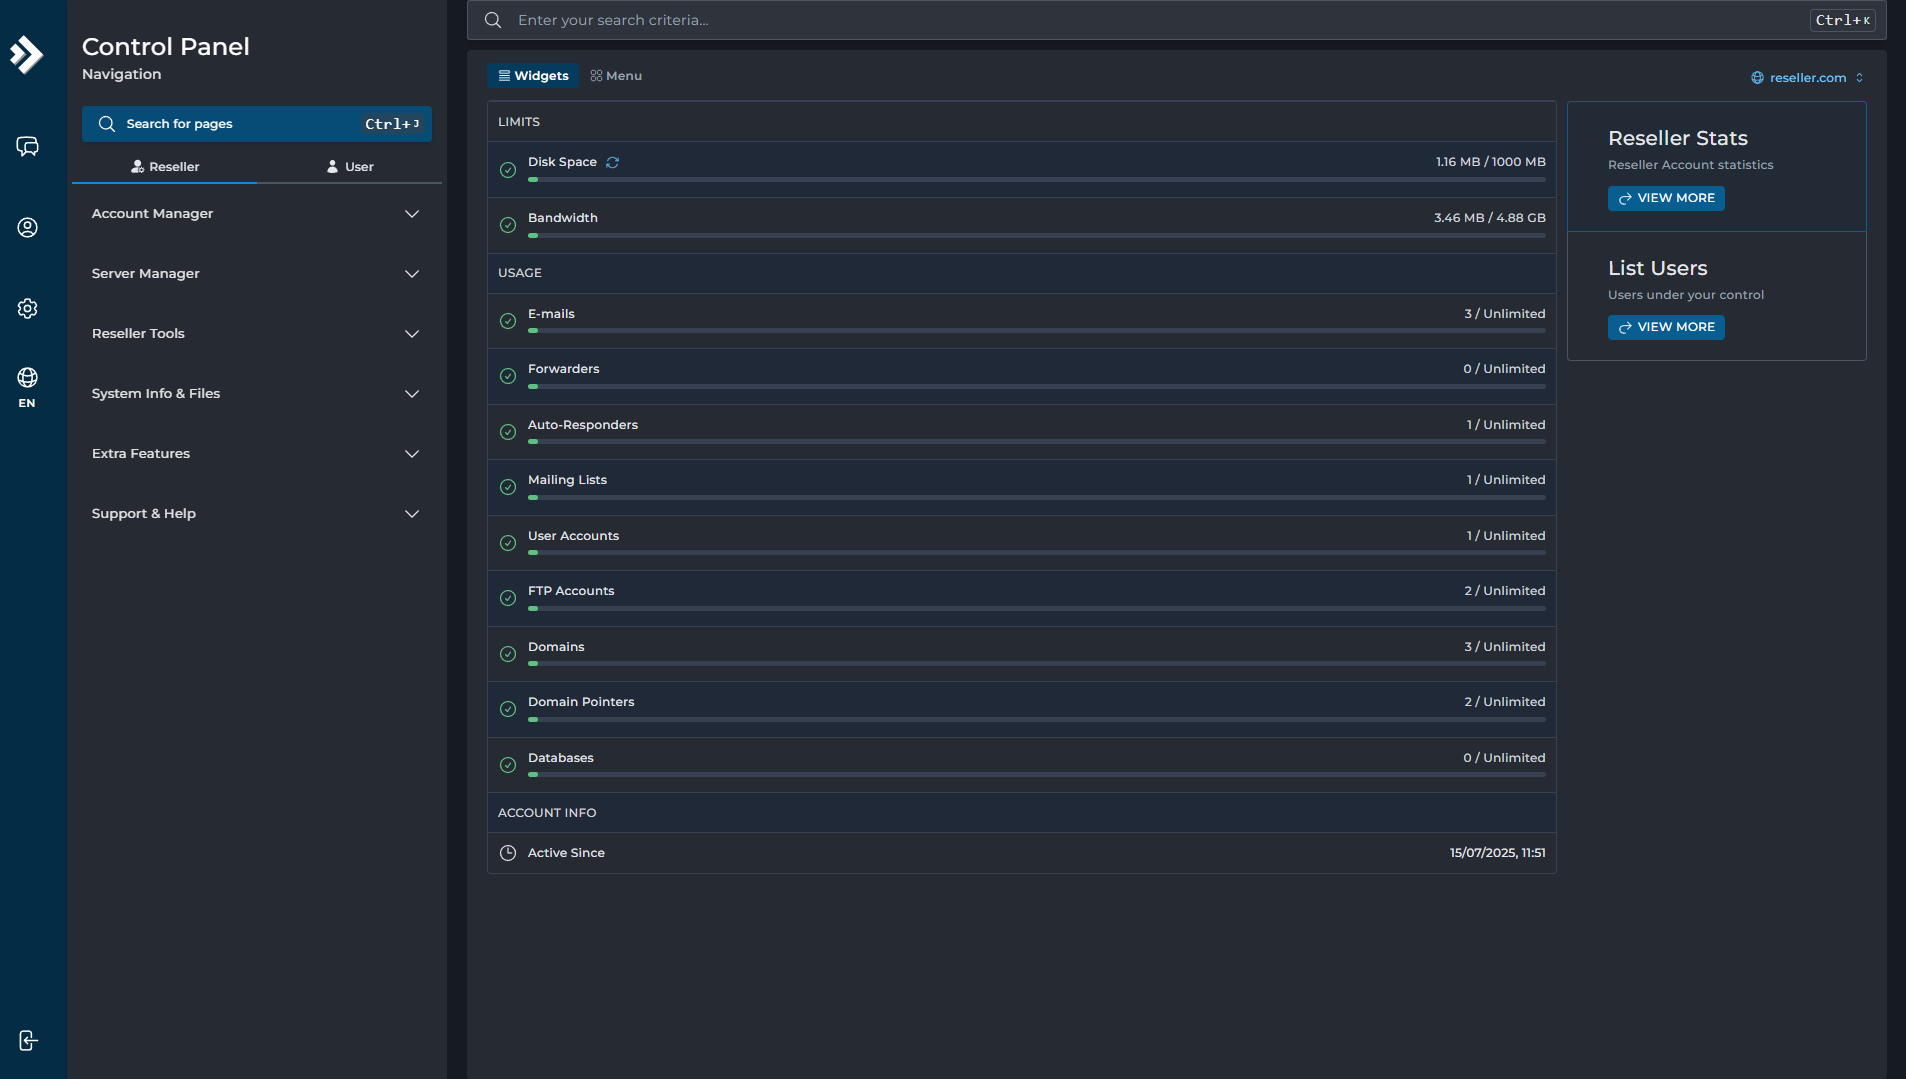 Control Panel
Navigation
Search for pages Ctrl+J
Reseller User
Account Manager
Server Manager
Reseller Tools
System Info & Files
Extra Features
Support & Help
EN
Enter your search criteria... Ctrl+K
Widgets Menu
reseller.com
LIMITS
Disk Space 1.16 MB / 1000 MB
Bandwidth 3.46 MB / 4.88 GB
USAGE
E-mails 3 / Unlimited
Forwarders 0 / Unlimited
Auto-Responders 1 / Unlimited
Mailing Lists 1 / Unlimited
User Accounts 1 / Unlimited
FTP Accounts 2 / Unlimited
Domains 3 / Unlimited
Domain Pointers 2 / Unlimited
Databases 0 / Unlimited
ACCOUNT INFO
Active Since 15/07/2025, 11:51
Reseller Stats
Reseller Account statistics
VIEW MORE
List Users
Users under your control
VIEW MORE